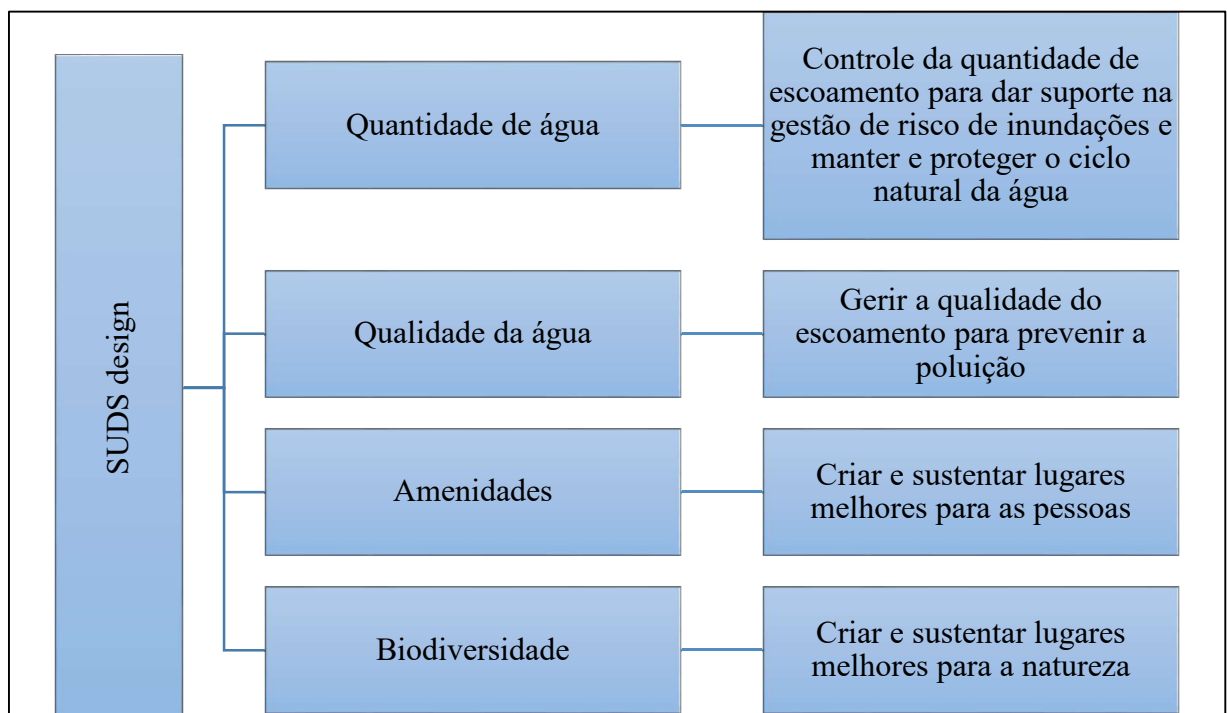 SUDS design
Quantidade de água
Controle da quantidade de
escoamento para dar suporte na
gestão de risco de inundações e
manter e proteger o ciclo
natural da água
Qualidade da água
Gerir a qualidade do
escoamento para prevenir a
poluição
Amenidades
Criar e sustentar lugares
melhores para as pessoas
Biodiversidade
Criar e sustentar lugares
melhores para a natureza